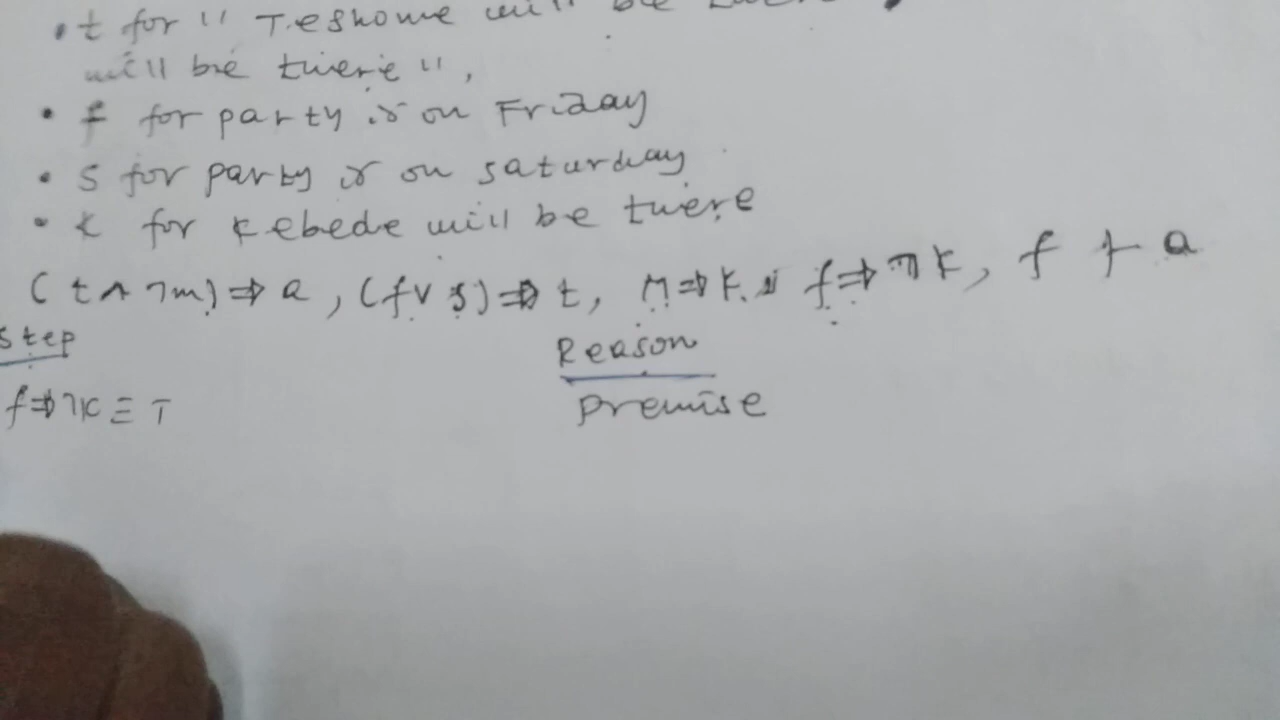 • t for " Teshome will be there
will be there ",
• f for party is on Friday
• s for party is on saturday
• k for kebede will be there
(t∧¬m)⇒a, (f∨s)⇒t, m⇒k, f⇒¬k, f ⊢ a
Step Reason
f⇒¬k ≡ T Premise